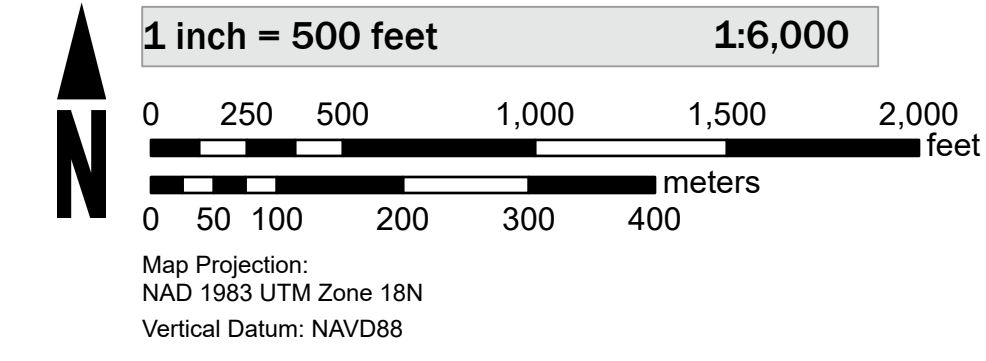 1 inch = 500 feet 1:6,000
0 250 500 1,000 1,500 2,000
feet
N
meters
0 50 100 200 300 400
Map Projection:
NAD 1983 UTM Zone 18N
Vertical Datum: NAVD88